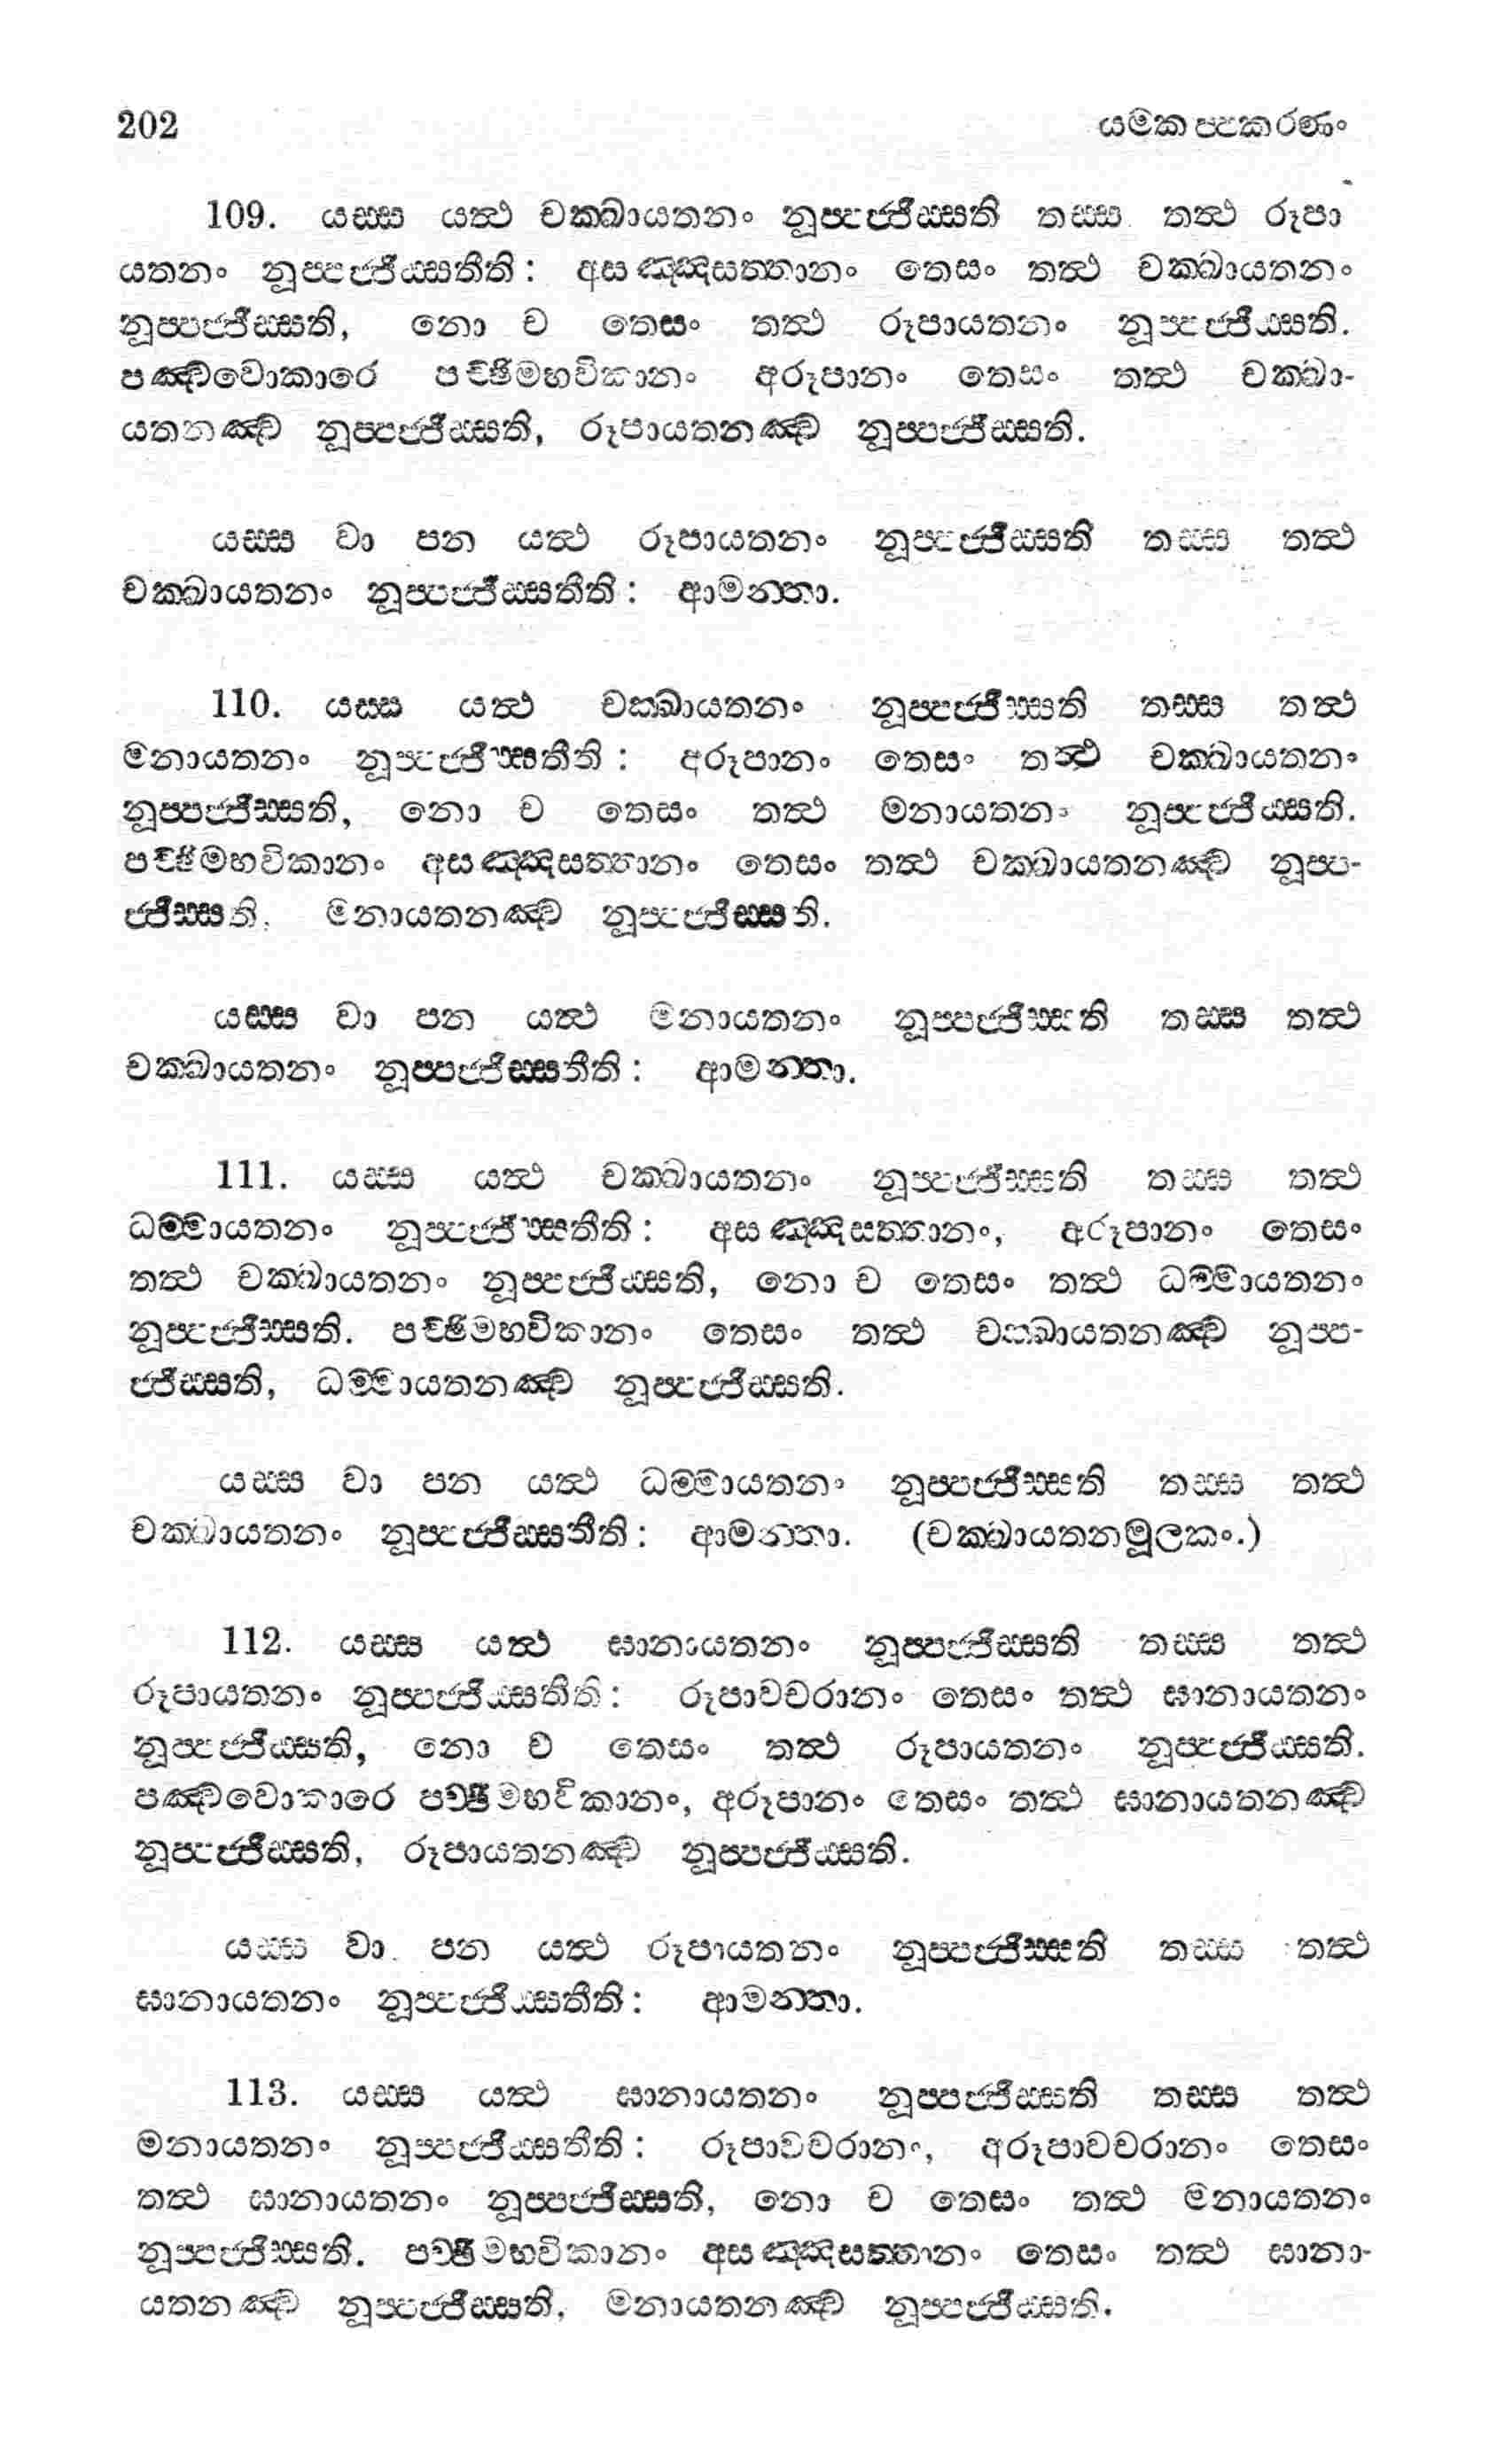 202 යමකප්පකරණං
109. යස්ස යත්ථ චක්ඛායතනං නූප්පජ්ජිස්සති තස්ස තත්ථ රූපා
යතනං නූප්පජ්ජිස්සතීති: අසඤ්ඤසත්තානං තෙසං තත්ථ චක්ඛායතනං
නූප්පජ්ජිස්සති, නො ච තෙසං තත්ථ රූපායතනං නූප්පජ්ජිස්සති.
පඤ්චවොකාරෙ පච්ඡිමභවිකානං අරූපානං තෙසං තත්ථ චක්ඛා-
යතනඤ්ච නූප්පජ්ජිස්සති, රූපායතනඤ්ච නූප්පජ්ජිස්සති.
යස්ස වා පන යත්ථ රූපායතනං නූප්පජ්ජිස්සති තස්ස තත්ථ
චක්ඛායතනං නූප්පජ්ජිස්සතීති: ආමන්තා.
110. යස්ස යත්ථ චක්ඛායතනං නූප්පජ්ජිස්සති තස්ස තත්ථ
මනායතනං නූප්පජ්ජිස්සතීති: අරූපානං තෙසං තත්ථ චක්ඛායතනං
නූප්පජ්ජිස්සති, නො ච තෙසං තත්ථ මනායතනං නූප්පජ්ජිස්සති.
පච්ඡිමභවිකානං අසඤ්ඤසත්තානං තෙසං තත්ථ චක්ඛායතනඤ්ච නූප්ප-
ජ්ජිස්සති, මනායතනඤ්ච නූප්පජ්ජිස්සති.
යස්ස වා පන යත්ථ මනායතනං නූප්පජ්ජිස්සති තස්ස තත්ථ
චක්ඛායතනං නූප්පජ්ජිස්සතීති: ආමන්තා.
111. යස්ස යත්ථ චක්ඛායතනං නූප්පජ්ජිස්සති තස්ස තත්ථ
ධම්මායතනං නූප්පජ්ජිස්සතීති: අසඤ්ඤසත්තානං, අරූපානං තෙසං
තත්ථ චක්ඛායතනං නූප්පජ්ජිස්සති, නො ච තෙසං තත්ථ ධම්මායතනං
නූප්පජ්ජිස්සති. පච්ඡිමභවිකානං තෙසං තත්ථ චක්ඛායතනඤ්ච නූප්ප-
ජ්ජිස්සති, ධම්මායතනඤ්ච නූප්පජ්ජිස්සති.
යස්ස වා පන යත්ථ ධම්මායතනං නූප්පජ්ජිස්සති තස්ස තත්ථ
චක්ඛායතනං නූප්පජ්ජිස්සතීති: ආමන්තා. (චක්ඛායතනමූලකං.)
112. යස්ස යත්ථ ඝානායතනං නූප්පජ්ජිස්සති තස්ස තත්ථ
රූපායතනං නූප්පජ්ජිස්සතීති: රූපාවචරානං තෙසං තත්ථ ඝානායතනං
නූප්පජ්ජිස්සති, නො ච තෙසං තත්ථ රූපායතනං නූප්පජ්ජිස්සති.
පඤ්චවොකාරෙ පච්ඡිමභවිකානං, අරූපානං තෙසං තත්ථ ඝානායතනඤ්ච
නූප්පජ්ජිස්සති, රූපායතනඤ්ච නූප්පජ්ජිස්සති.
යස්ස වා පන යත්ථ රූපායතනං නූප්පජ්ජිස්සති තස්ස තත්ථ
ඝානායතනං නූප්පජ්ජිස්සතීති: ආමන්තා.
113. යස්ස යත්ථ ඝානායතනං නූප්පජ්ජිස්සති තස්ස තත්ථ
මනායතනං නූප්පජ්ජිස්සතීති: රූපාවචරානං, අරූපාවචරානං තෙසං
තත්ථ ඝානායතනං නූප්පජ්ජිස්සති, නො ච තෙසං තත්ථ මනායතනං
නූප්පජ්ජිස්සති. පච්ඡිමභවිකානං අසඤ්ඤසත්තානං තෙසං තත්ථ ඝානා-
යතනඤ්ච නූප්පජ්ජිස්සති, මනායතනඤ්ච නූප්පජ්ජිස්සති.